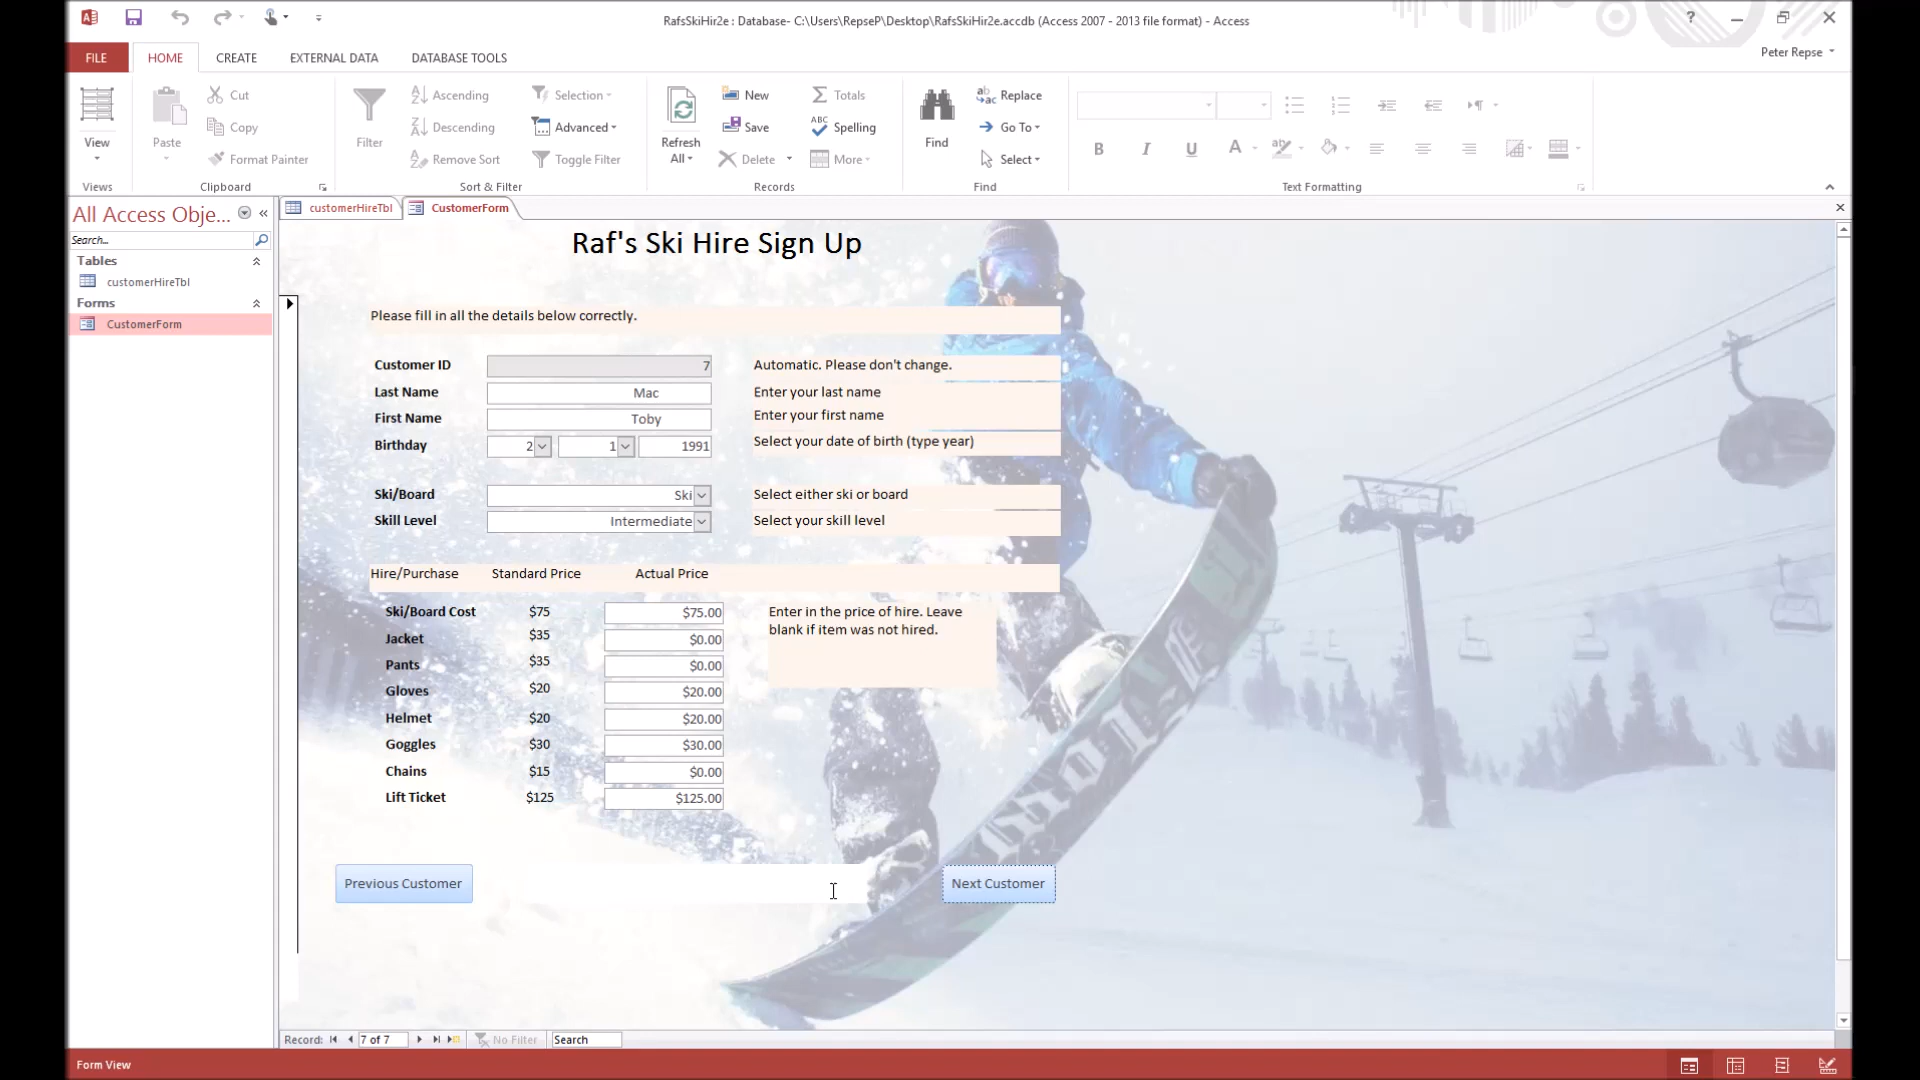 RafsSkiHir2e : Database- C:\Users\RepseP\Desktop\RafsSkiHir2e.accdb (Access 2007 - 2013 file format) - Access
?
FILE HOME CREATE EXTERNAL DATA DATABASE TOOLS
Peter Repse
View
Views
Paste
Cut
Copy
Format Painter
Clipboard
Filter
Ascending
Descending
Remove Sort
Selection
Advanced
Toggle Filter
Sort & Filter
Refresh
All
New
Save
Delete
Totals
Spelling
More
Records
Find
Replace
Go To
Select
Find
B I U A
Text Formatting
All Access Obje...
Search...
Tables
customerHireTbl
Forms
CustomerForm
customerHireTbl CustomerForm
Raf's Ski Hire Sign Up
Please fill in all the details below correctly.
Customer ID 7 Automatic. Please don't change.
Last Name Mac Enter your last name
First Name Toby Enter your first name
Birthday 2 1 1991 Select your date of birth (type year)
Ski/Board Ski Select either ski or board
Skill Level Intermediate Select your skill level
Hire/Purchase Standard Price Actual Price
Ski/Board Cost $75 $75.00 Enter in the price of hire. Leave
blank if item was not hired.
Jacket $35 $0.00
Pants $35 $0.00
Gloves $20 $20.00
Helmet $20 $20.00
Goggles $30 $30.00
Chains $15 $0.00
Lift Ticket $125 $125.00
Previous Customer Next Customer
Record: 7 of 7 No Filter Search
Form View